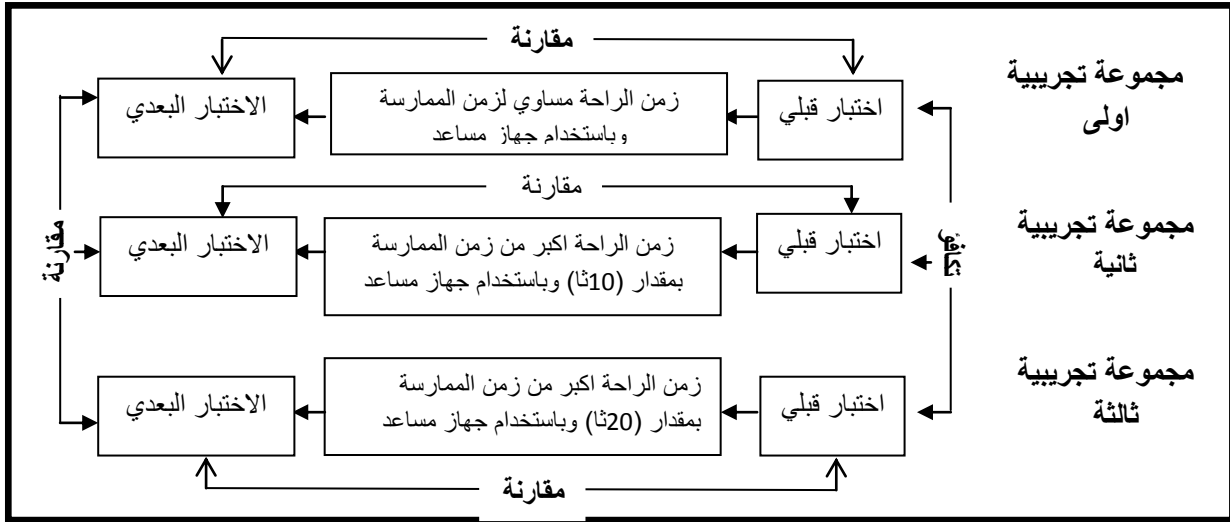 مقارنة
مجموعة تجريبية
اولى
اختبار قبلي
زمن الراحة مساوي لزمن الممارسة
وباستخدام جهاز مساعد
الاختبار البعدي
مقارنة
مجموعة تجريبية
ثانية
تكافؤ
اختبار قبلي
زمن الراحة اكبر من زمن الممارسة
بمقدار (10ثا) وباستخدام جهاز مساعد
الاختبار البعدي
مقارنة
مجموعة تجريبية
ثالثة
اختبار قبلي
زمن الراحة اكبر من زمن الممارسة
بمقدار (20ثا) وباستخدام جهاز مساعد
الاختبار البعدي
مقارنة